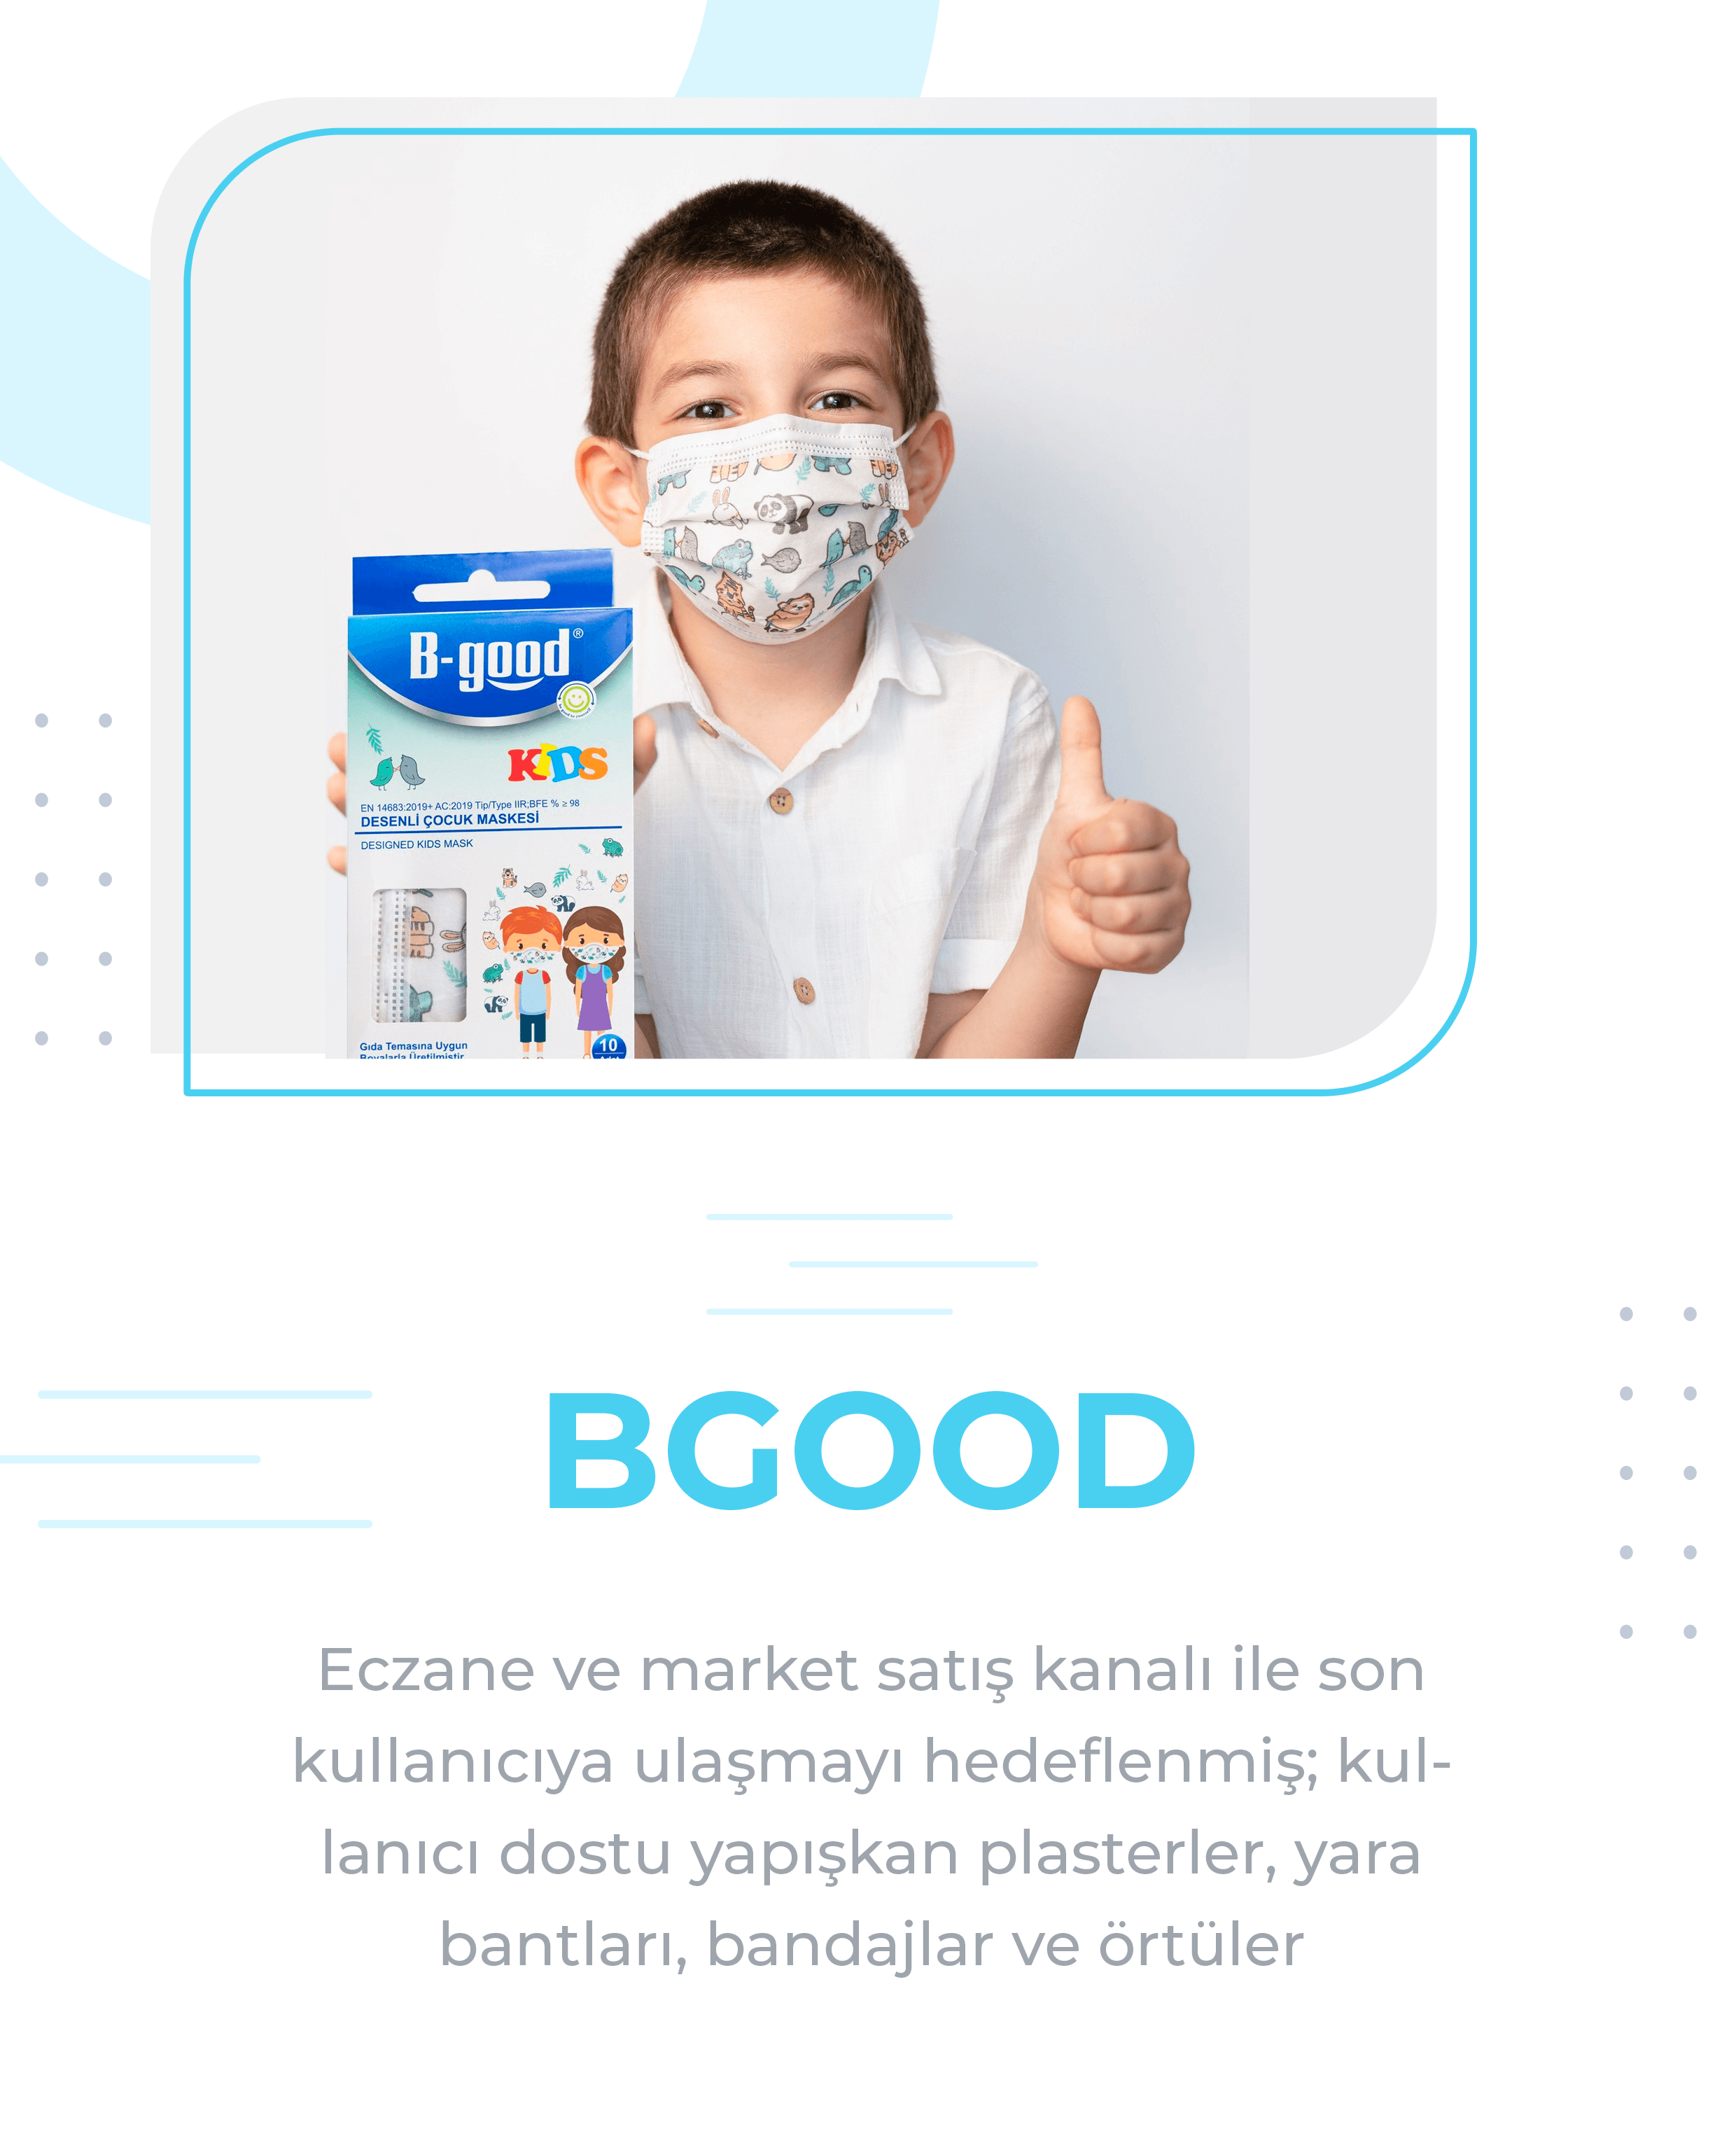 B-good®
KIDS
EN 14683:2019+ AC:2019 Tip/Type IIR;BFE % ≥ 98
DESENLİ ÇOCUK MASKESİ
DESIGNED KIDS MASK
Gıda Temasına Uygun
Boyalarla Üretilmiştir
10
BGOOD
Eczane ve market satış kanalı ile son
kullanıcıya ulaşmayı hedeflenmiş; kul-
lanıcı dostu yapışkan plasterler, yara
bantları, bandajlar ve örtüler